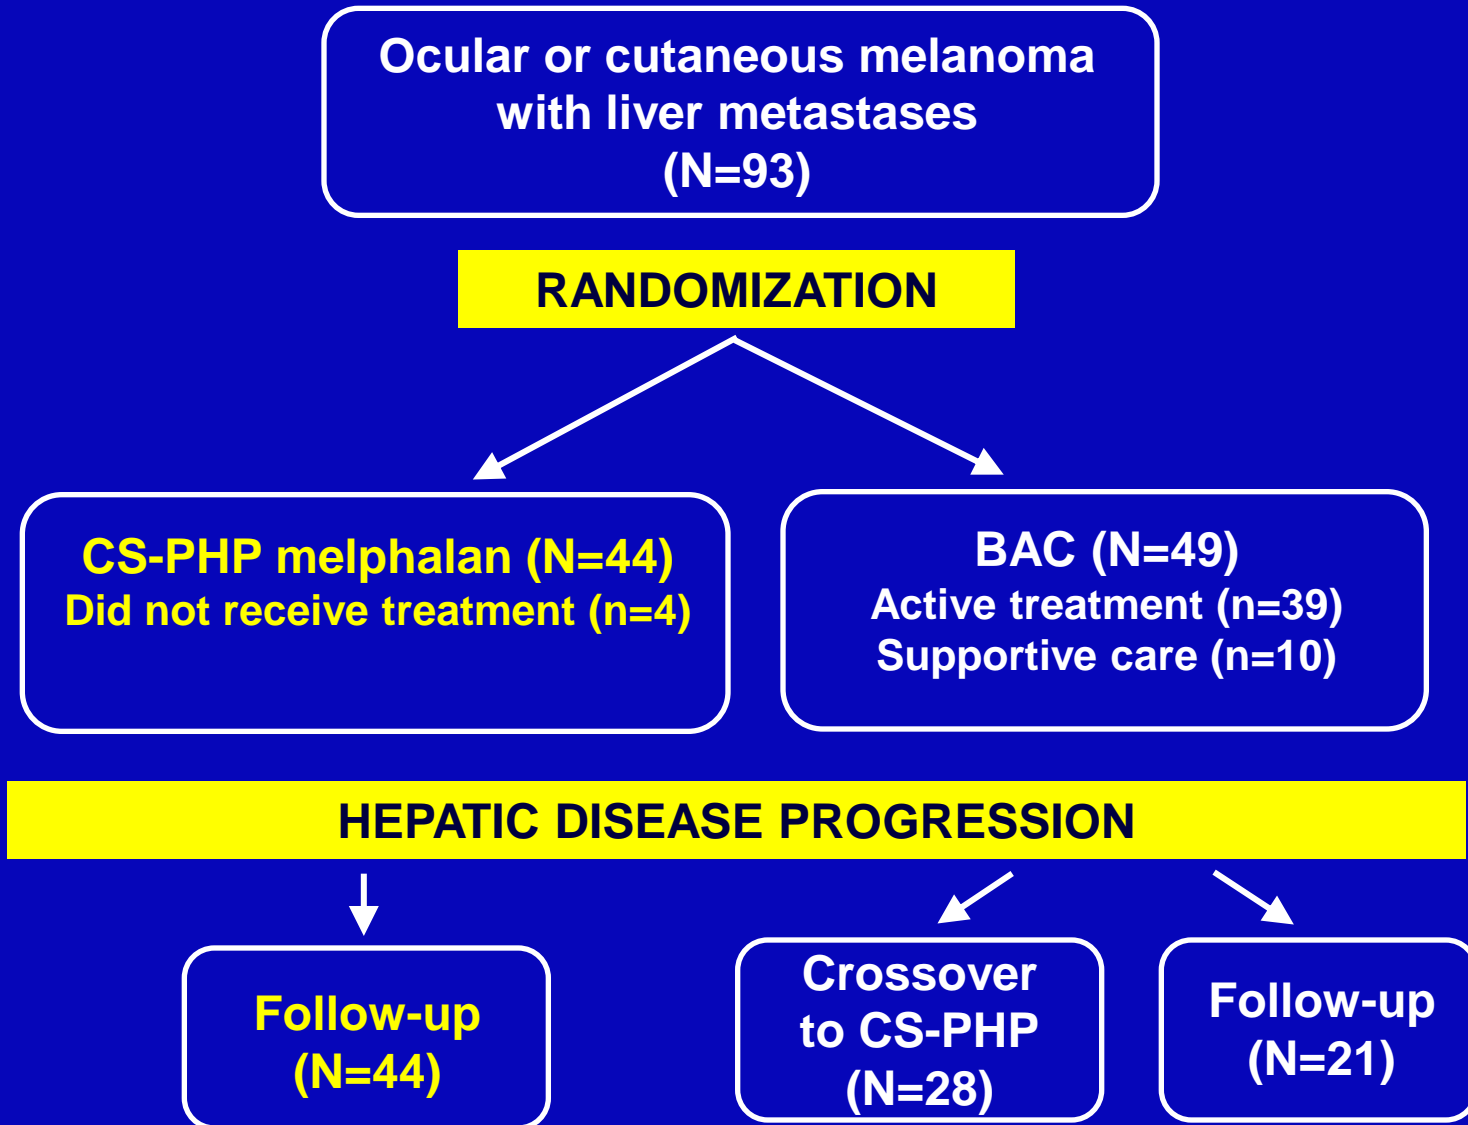 Ocular or cutaneous melanoma
with liver metastases
(N=93)
RANDOMIZATION
CS-PHP melphalan (N=44)
Did not receive treatment (n=4)
BAC (N=49)
Active treatment (n=39)
Supportive care (n=10)
HEPATIC DISEASE PROGRESSION
Follow-up
(N=44)
Crossover
to CS-PHP
(N=28)
Follow-up
(N=21)